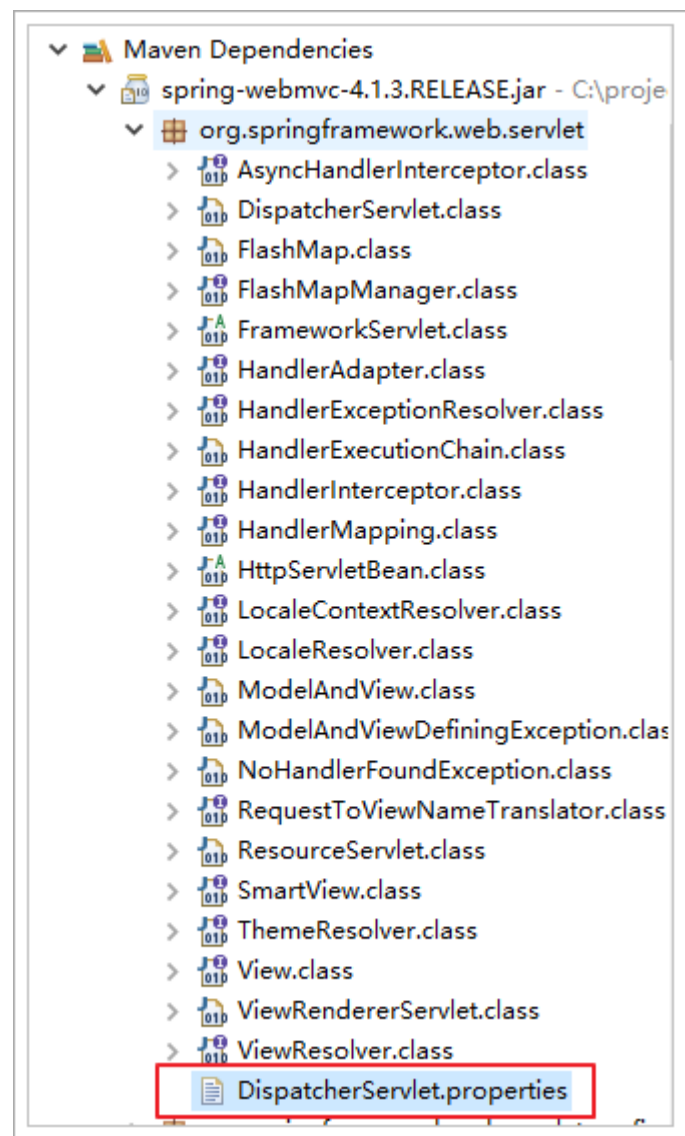 Maven Dependencies
spring-webmvc-4.1.3.RELEASE.jar - C:\proje
org.springframework.web.servlet
AsyncHandlerInterceptor.class
DispatcherServlet.class
FlashMap.class
FlashMapManager.class
FrameworkServlet.class
HandlerAdapter.class
HandlerExceptionResolver.class
HandlerExecutionChain.class
HandlerInterceptor.class
HandlerMapping.class
HttpServletBean.class
LocaleContextResolver.class
LocaleResolver.class
ModelAndView.class
ModelAndViewDefiningException.clas
NoHandlerFoundException.class
RequestToViewNameTranslator.class
ResourceServlet.class
SmartView.class
ThemeResolver.class
View.class
ViewRendererServlet.class
ViewResolver.class
DispatcherServlet.properties